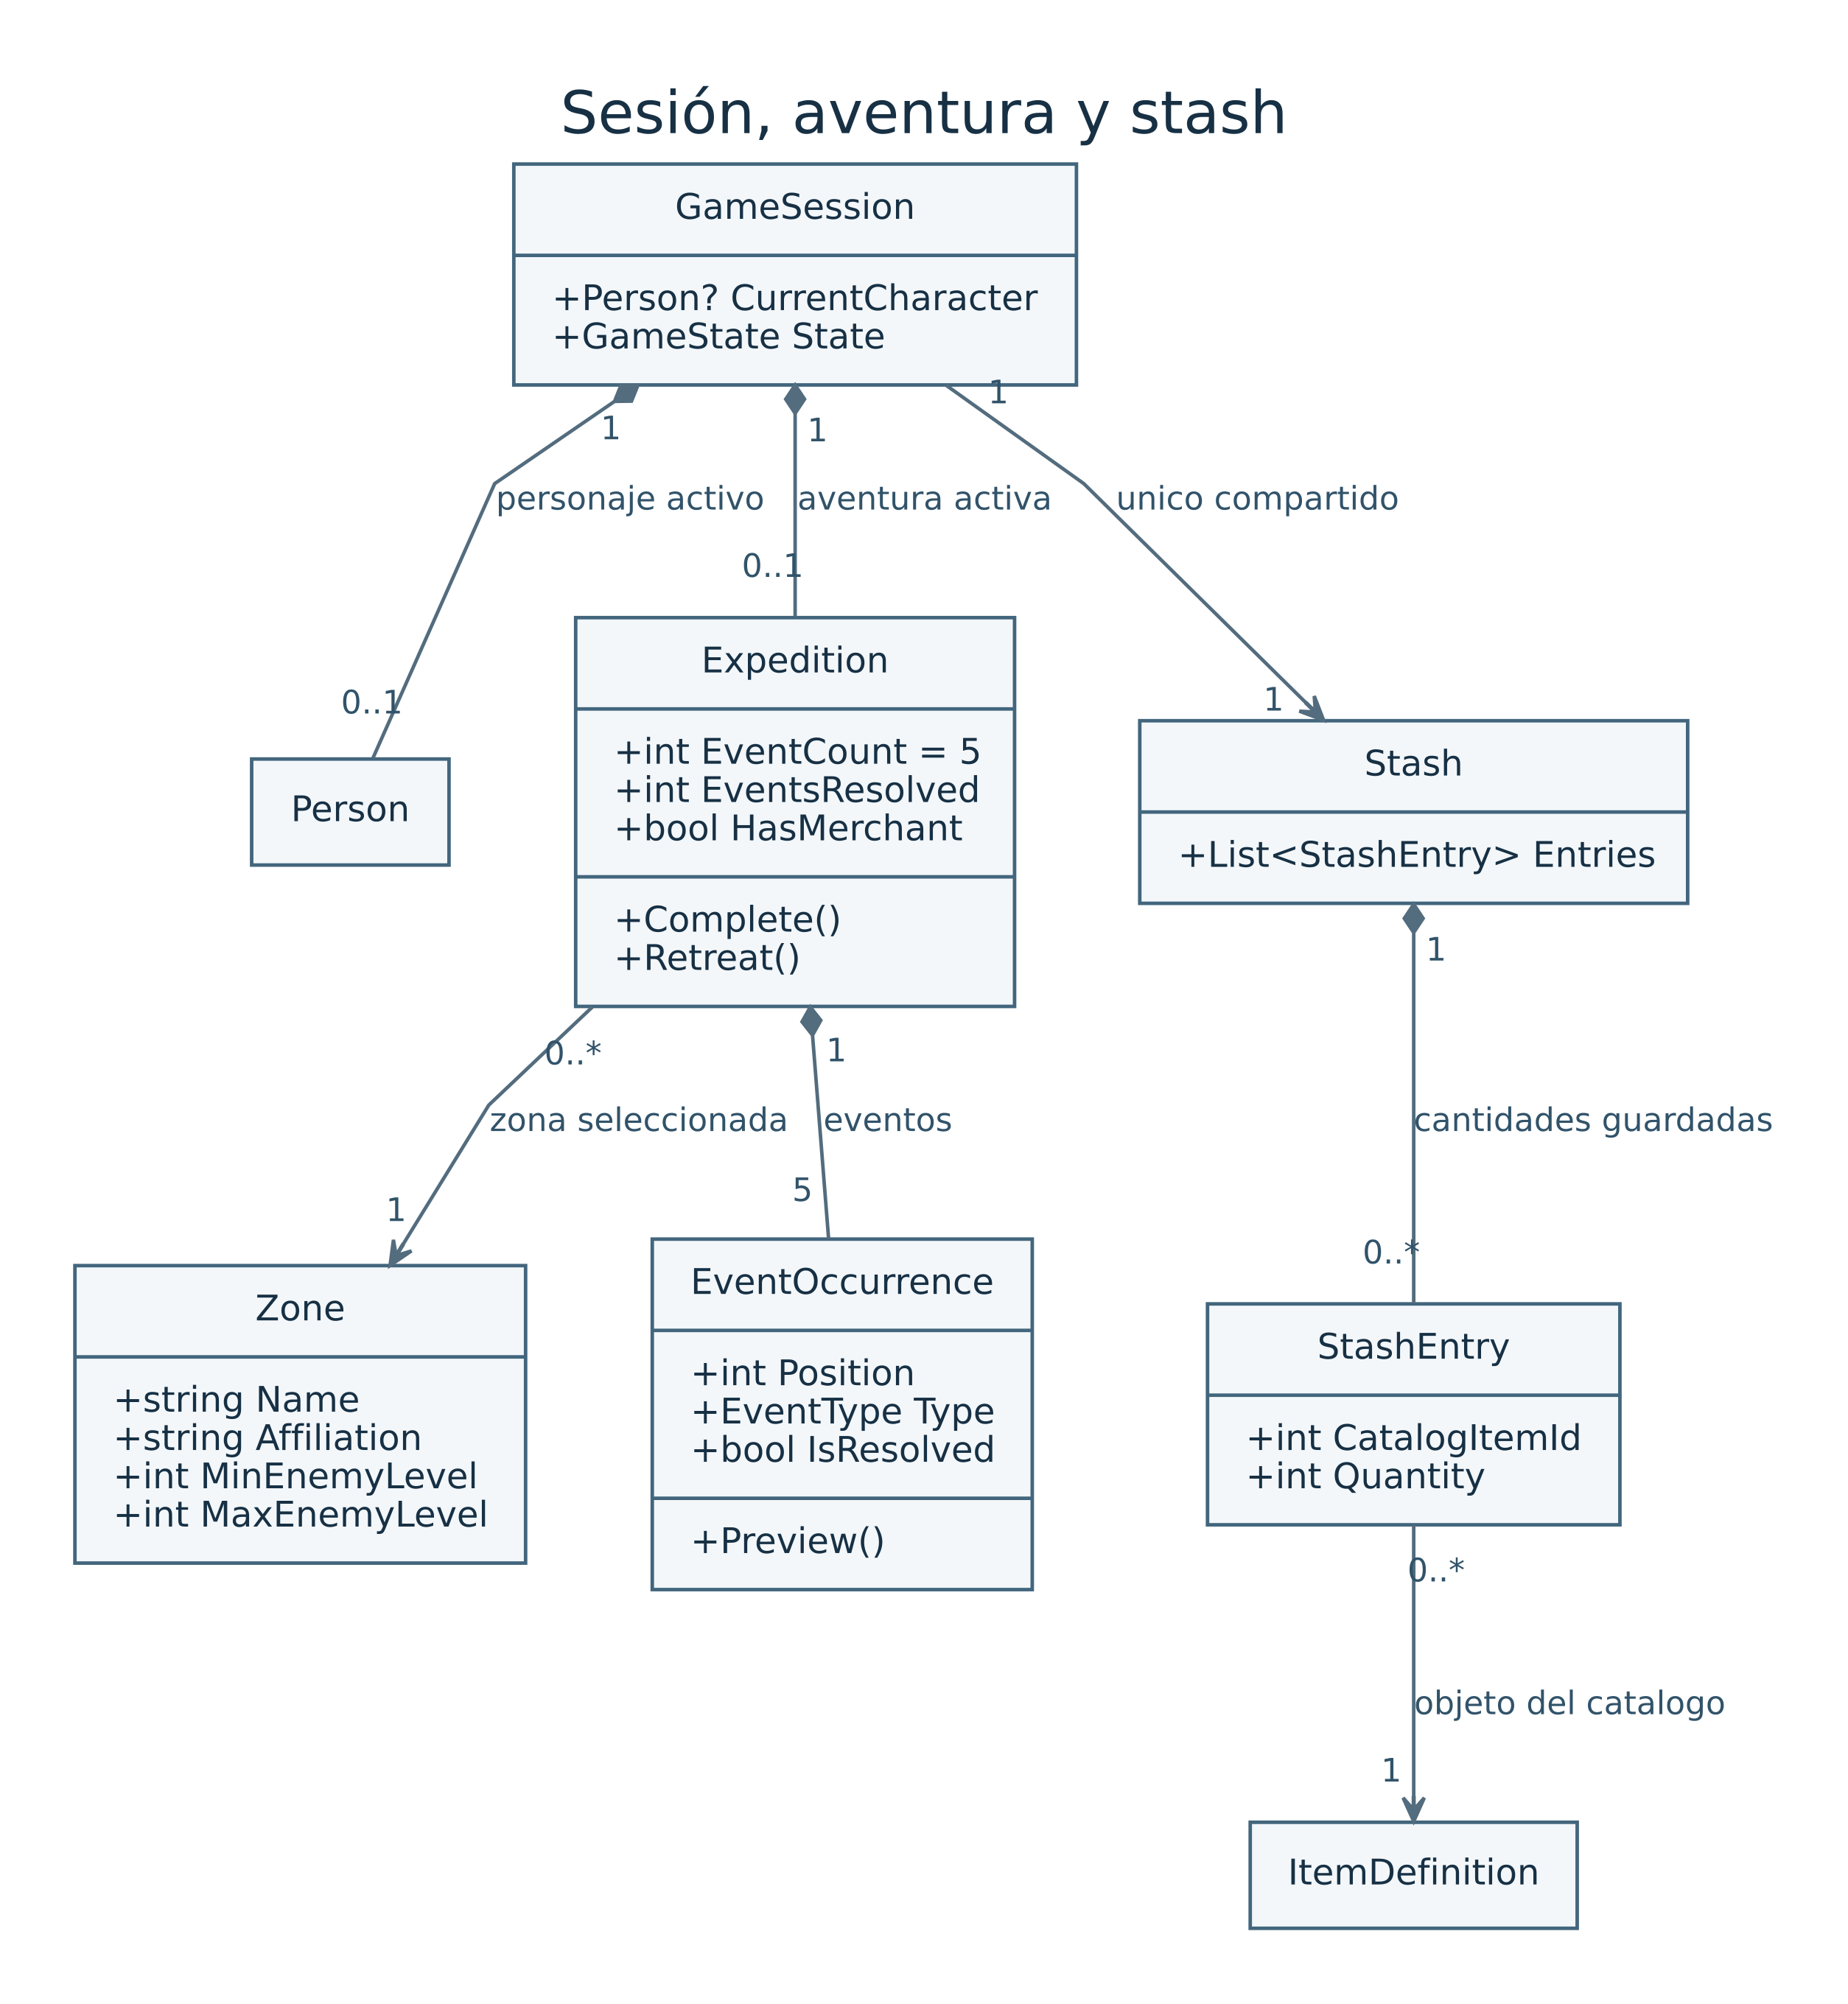 Sesión, aventura y stash
GameSession
+Person? CurrentCharacter
+GameState State
1
1
1
personaje activo
aventura activa
unico compartido
0..1
0..1
1
Person
Expedition
+int EventCount = 5
+int EventsResolved
+bool HasMerchant
+Complete()
+Retreat()
Stash
+List<StashEntry> Entries
1
0..*
1
zona seleccionada
eventos
cantidades guardadas
1
5
0..*
Zone
+string Name
+string Affiliation
+int MinEnemyLevel
+int MaxEnemyLevel
EventOccurrence
+int Position
+EventType Type
+bool IsResolved
+Preview()
StashEntry
+int CatalogItemId
+int Quantity
0..*
objeto del catalogo
1
ItemDefinition